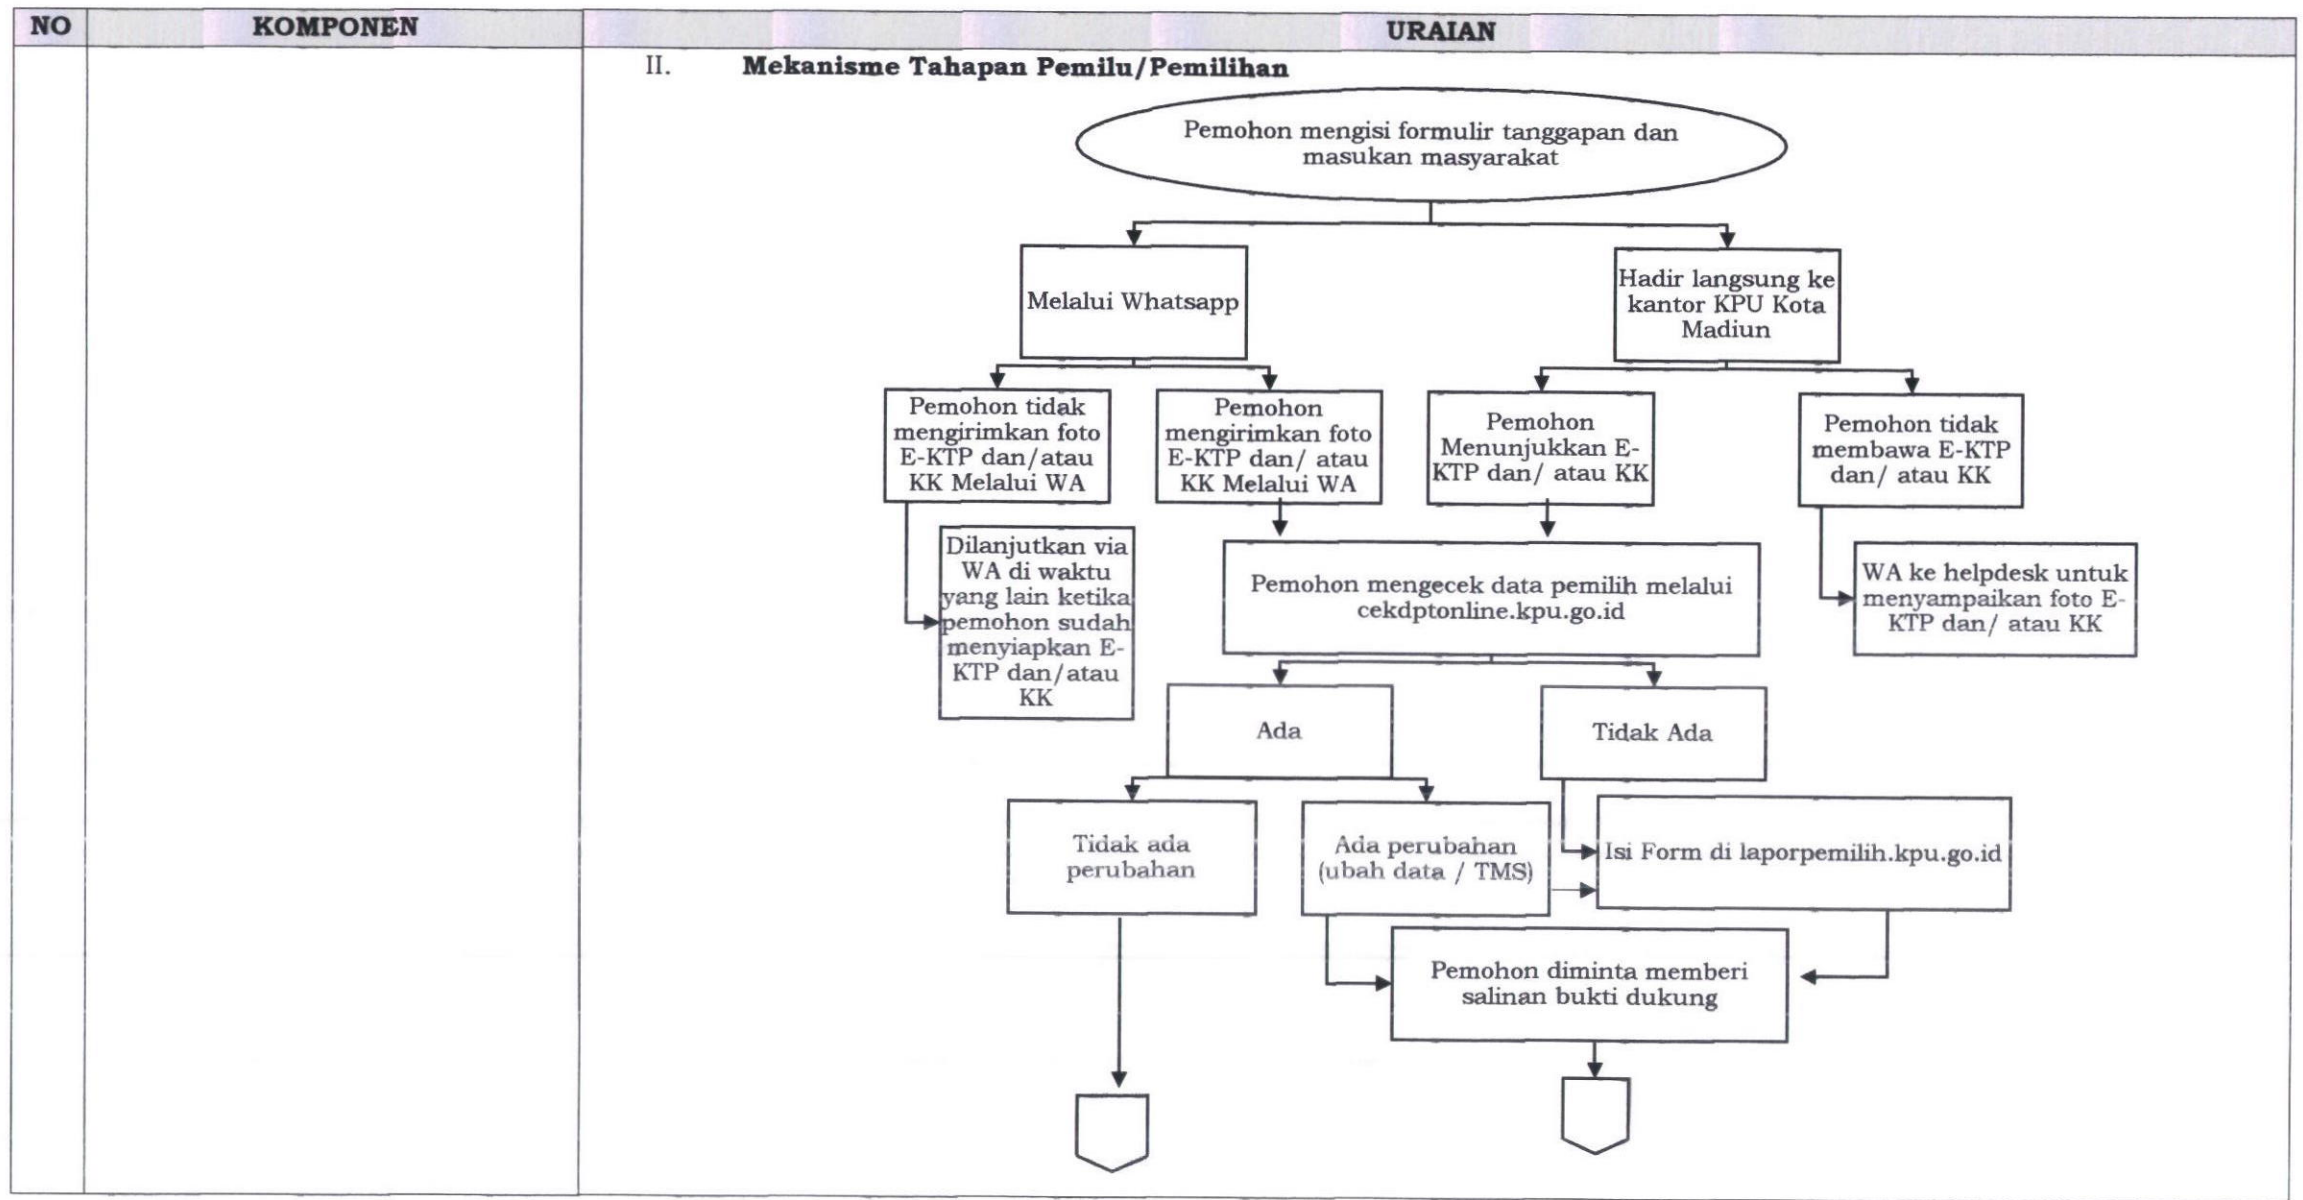 NO
KOMPONEN
URAIAN
II. Mekanisme Tahapan Pemilu/Pemilihan
Pemohon mengisi formulir tanggapan dan
masukan masyarakat
Melalui Whatsapp
Hadir langsung ke
kantor KPU Kota
Madiun
Pemohon tidak
mengirimkan foto
E-KTP dan/atau
KK Melalui WA
Pemohon
mengirimkan foto
E-KTP dan/ atau
KK Melalui WA
Pemohon
Menunjukkan E-
KTP dan/ atau KK
Pemohon tidak
membawa E-KTP
dan/ atau KK
Dilanjutkan via
WA di waktu
yang lain ketika
pemohon sudah
menyiapkan E-
KTP dan/atau
KK
Pemohon mengecek data pemilih melalui
cekdptonline.kpu.go.id
WA ke helpdesk untuk
menyampaikan foto E-
KTP dan/ atau KK
Ada
Tidak Ada
Tidak ada
perubahan
Ada perubahan
(ubah data / TMS)
Isi Form di laporpemilih.kpu.go.id
Pemohon diminta memberi
salinan bukti dukung